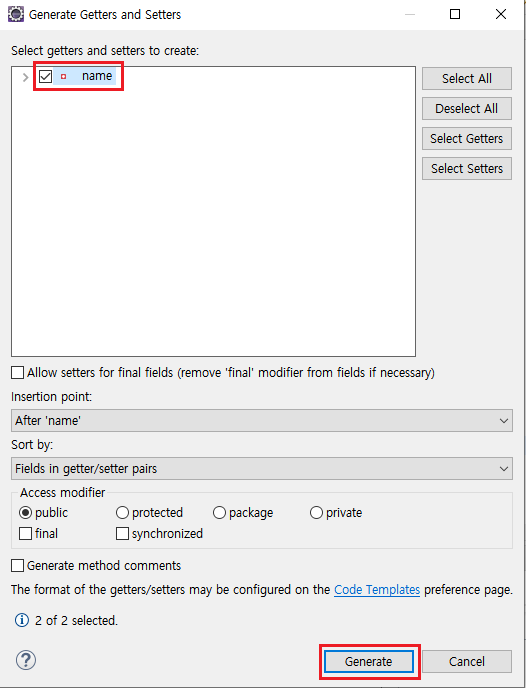 Generate Getters and Setters
Select getters and setters to create:
name
Select All
Deselect All
Select Getters
Select Setters
Allow setters for final fields (remove 'final' modifier from fields if necessary)
Insertion point:
After 'name'
Sort by:
Fields in getter/setter pairs
Access modifier
public protected package private
final synchronized
Generate method comments
The format of the getters/setters may be configured on the Code Templates preference page.
2 of 2 selected.
Generate Cancel